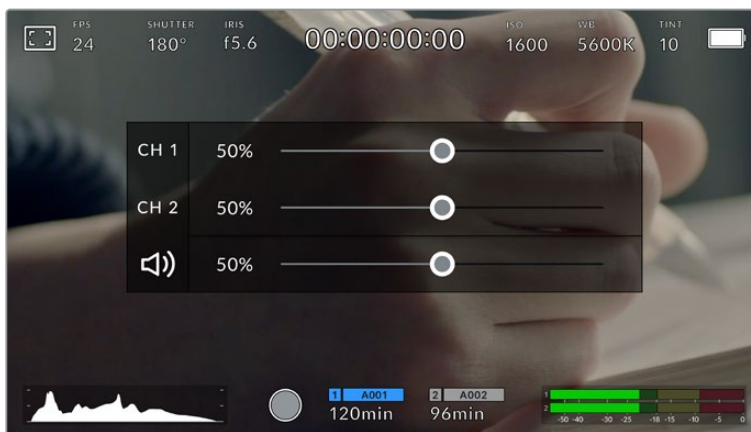 FPS SHUTTER IRIS ISO WB TINT
24 180° f5.6 00:00:00:00 1600 5600K 10
CH 1 50%
CH 2 50%
50%
1 A001 2 A002
120min 96min
1
2
-50 -40 -30 -25 -18 -15 -10 -5 0